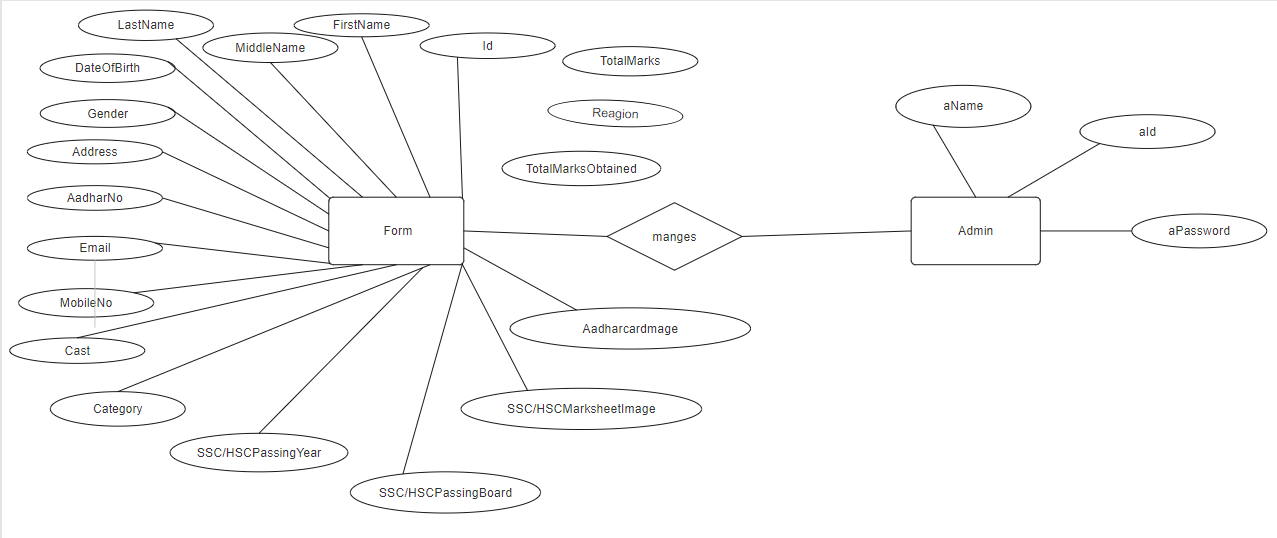 LastName
FirstName
MiddleName
Id
DateOfBirth
TotalMarks
Gender
Reagion
aName
aId
Address
TotalMarksObtained
AadharNo
Form
manges
Admin
aPassword
Email
MobileNo
Aadharcardmage
Cast
Category
SSC/HSCMarksheetImage
SSC/HSCPassingYear
SSC/HSCPassingBoard